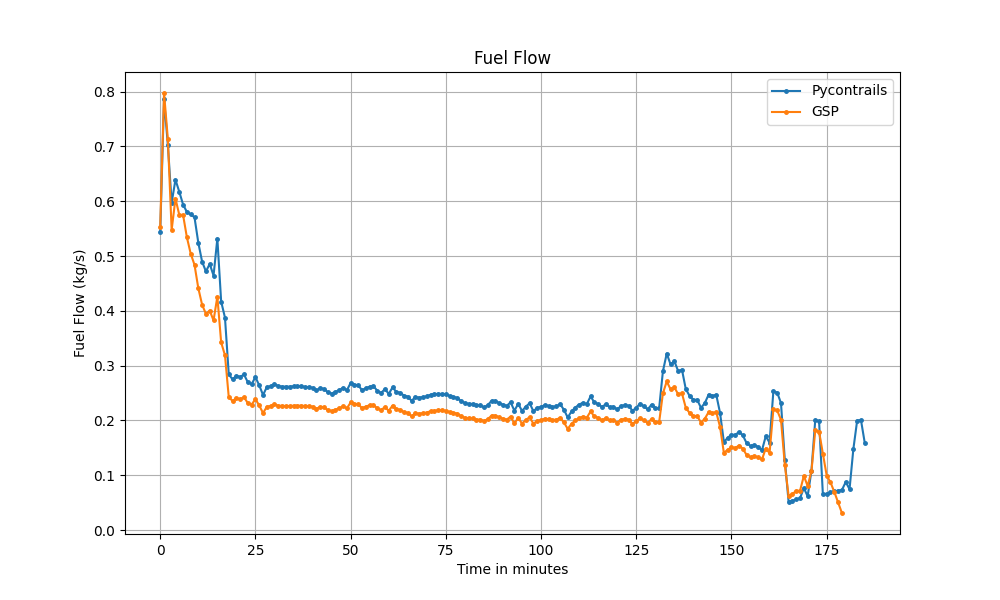 Fuel Flow
Pycontrails
GSP
Fuel Flow (kg/s)
0.8
0.7
0.6
0.5
0.4
0.3
0.2
0.1
0.0
0 25 50 75 100 125 150 175
Time in minutes